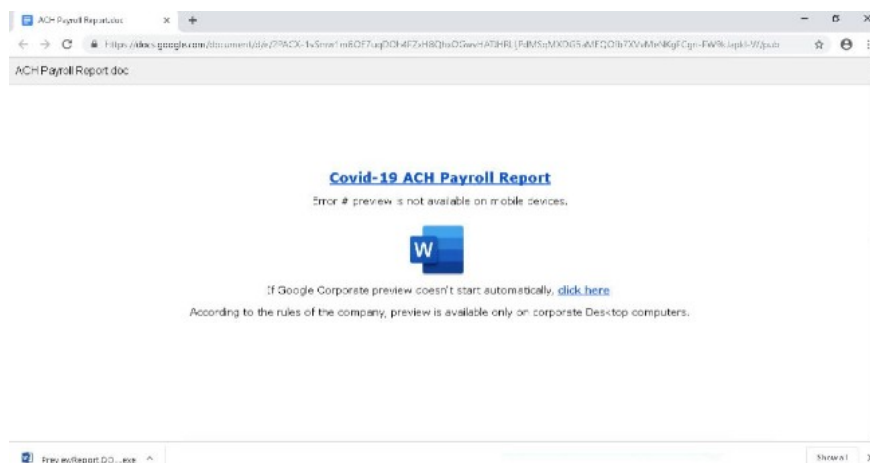 ACH Payroll Report.doc
ACH Payroll Report doc
Covid-19 ACH Payroll Report
Error # preview is not available on mobile devices.
W
If Google Corporate preview doesn't start automatically, click here
According to the rules of the company, preview is available only on corporate Desktop computers.
PreviewReport.DO...exe
Show all